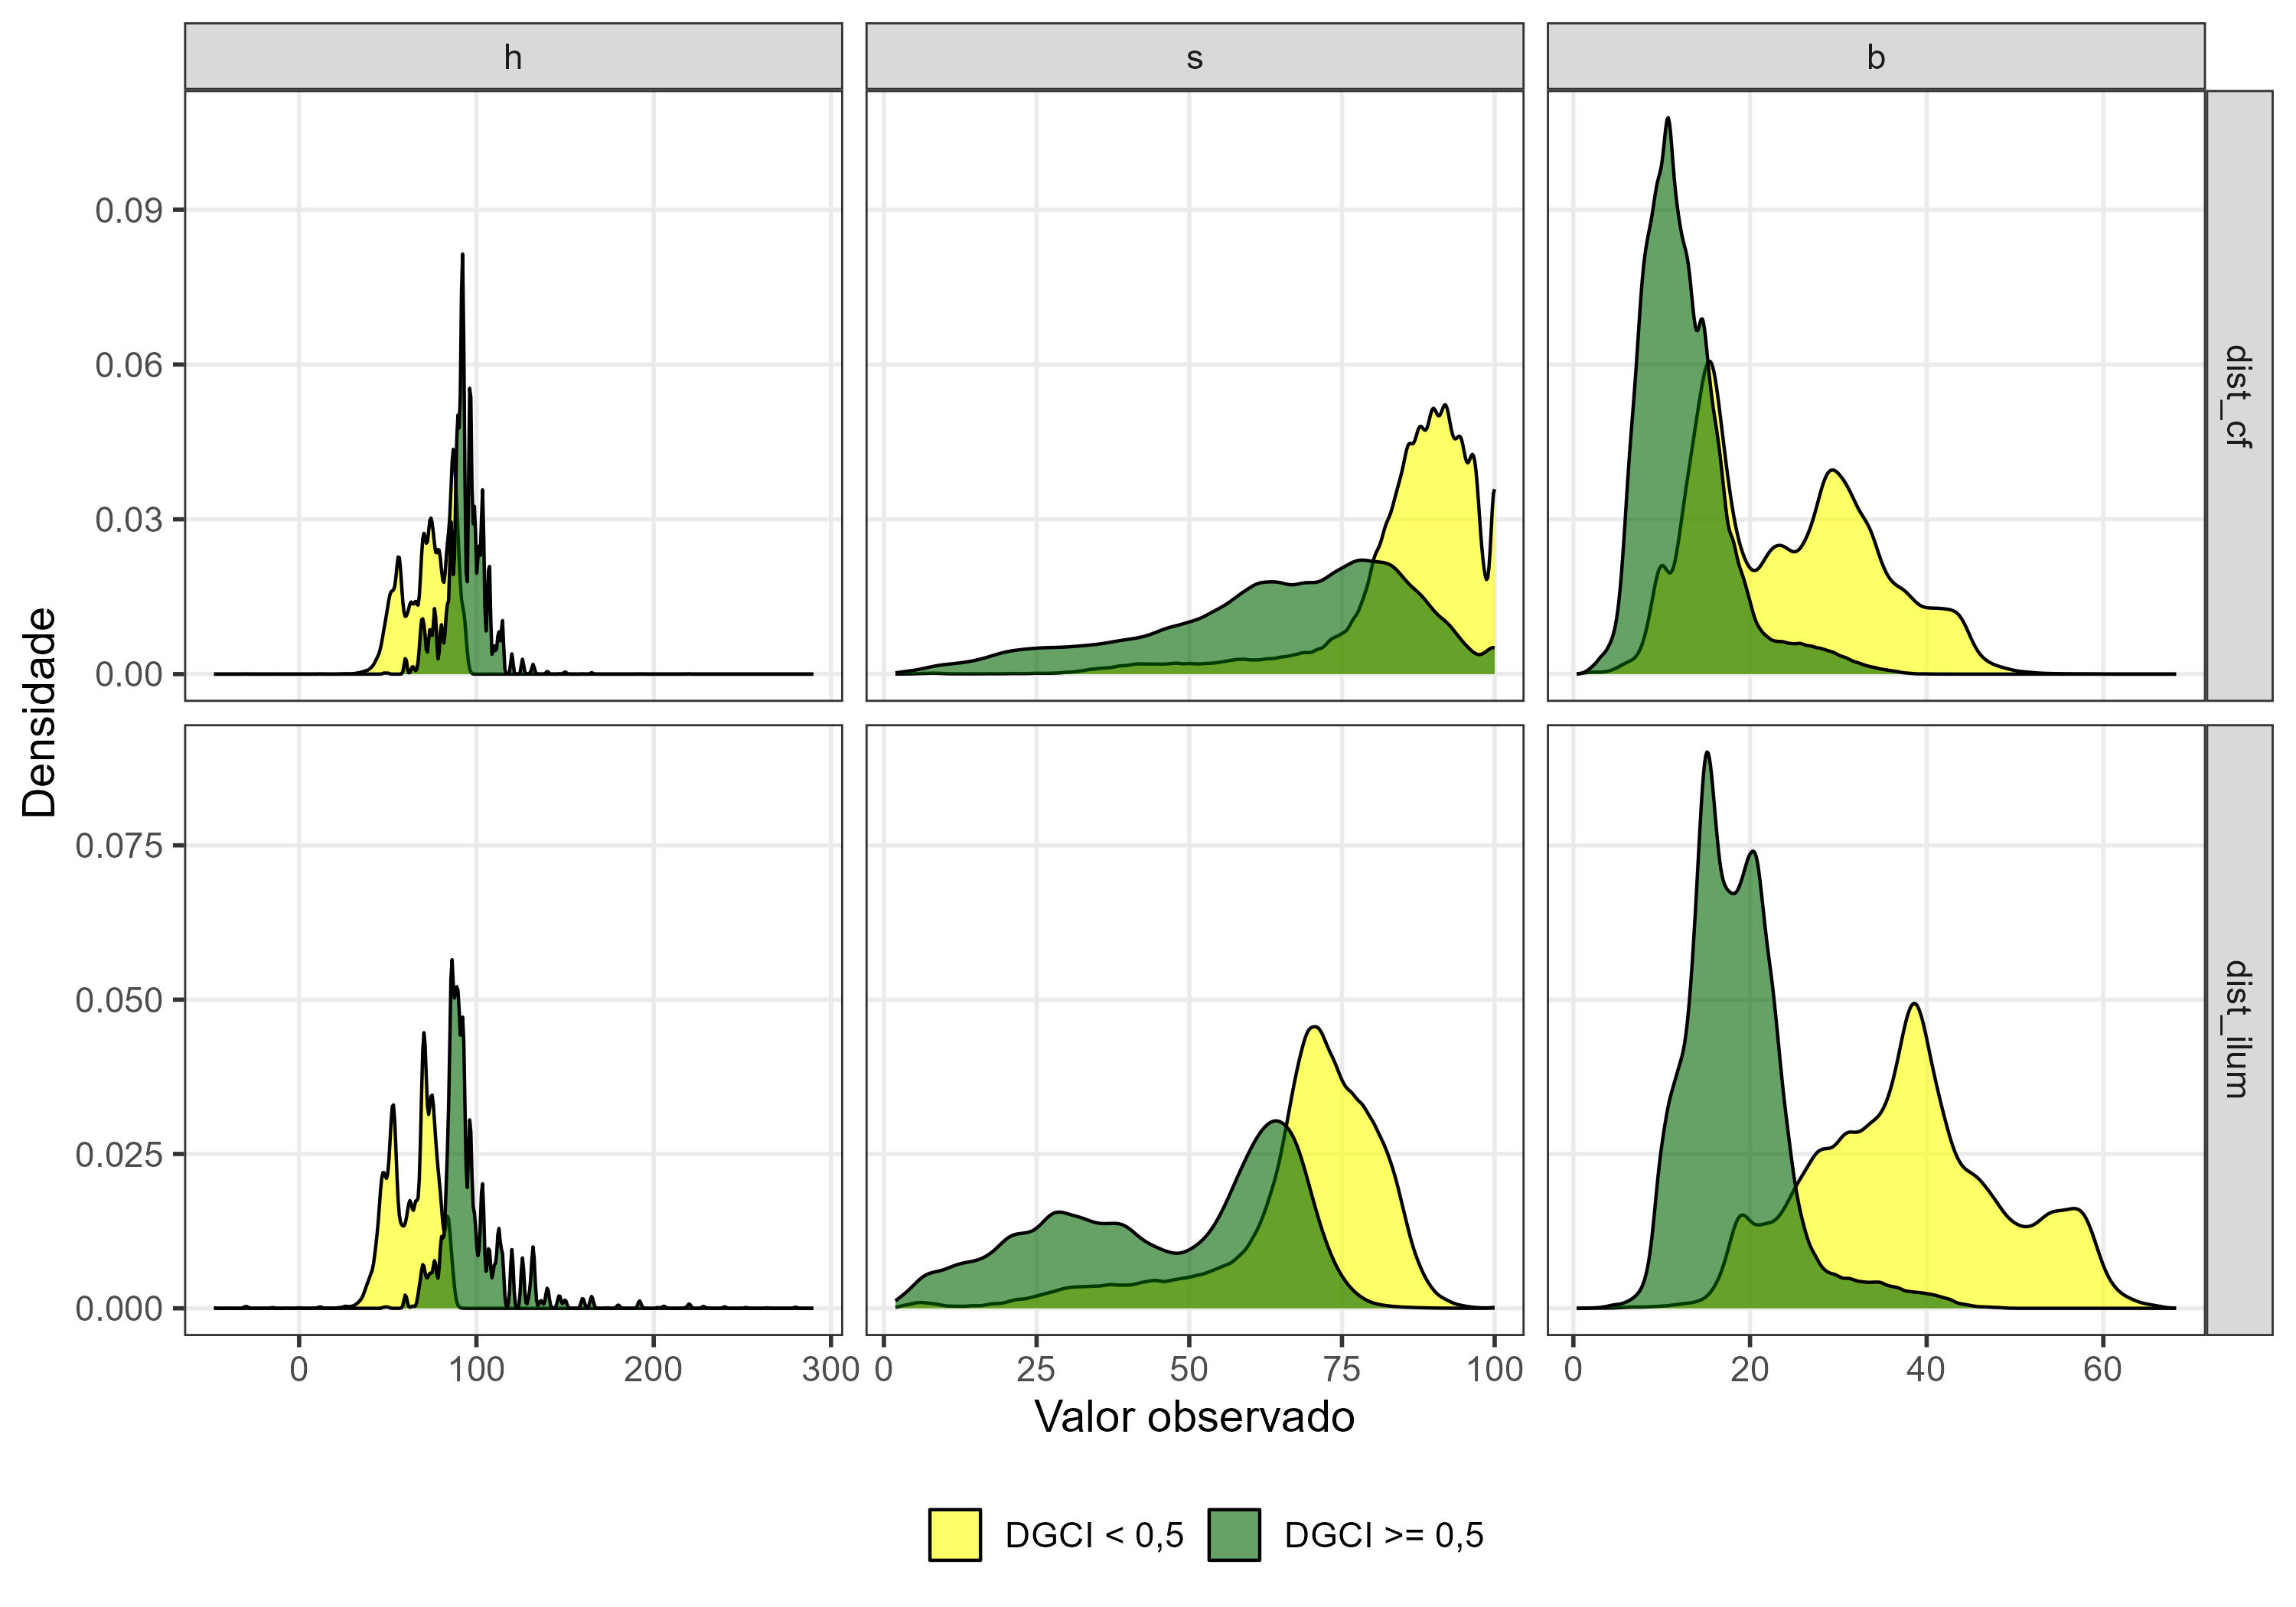 h s b
Densidade
0.09
0.06
0.03
0.00
dist_cf
0.075
0.050
0.025
0.000
dist_ilum
0 100 200 300 0 25 50 75 100 0 20 40 60
Valor observado
DGCI < 0,5 DGCI >= 0,5